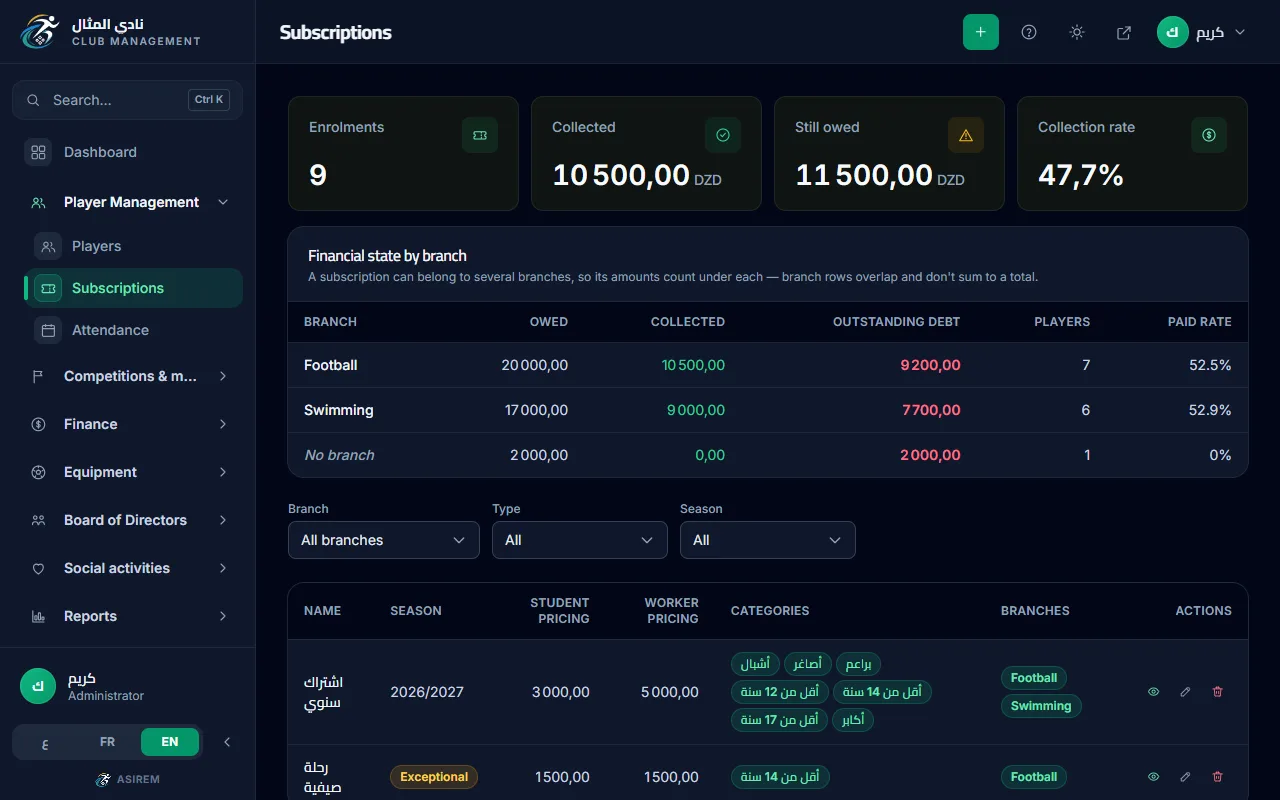 نادي المثال
CLUB MANAGEMENT
Subscriptions
ك
كريم
Search...
Ctrl K
Dashboard
Player Management
Players
Subscriptions
Attendance
Competitions & m...
Finance
Equipment
Board of Directors
Social activities
Reports
ك
كريم
Administrator
ع
FR
EN
ASIREM
Enrolments
9
Collected
10 500,00 DZD
Still owed
11 500,00 DZD
Collection rate
47,7%
Financial state by branch
A subscription can belong to several branches, so its amounts count under each — branch rows overlap and don't sum to a total.
BRANCH OWED COLLECTED OUTSTANDING DEBT PLAYERS PAID RATE
Football 20 000,00 10 500,00 9 200,00 7 52.5%
Swimming 17 000,00 9 000,00 7 700,00 6 52.9%
No branch 2 000,00 0,00 2 000,00 1 0%
Branch Type Season
All branches All All
NAME SEASON STUDENT PRICING WORKER PRICING CATEGORIES BRANCHES ACTIONS
اشتراك
سنوي
2026/2027
3 000,00
5 000,00
براعم أصاغر أشبال
أقل من 14 سنة أقل من 12 سنة
أكابر أقل من 17 سنة
Football
Swimming
رحلة
صيفية
Exceptional
1 500,00
1 500,00
أقل من 14 سنة
Football